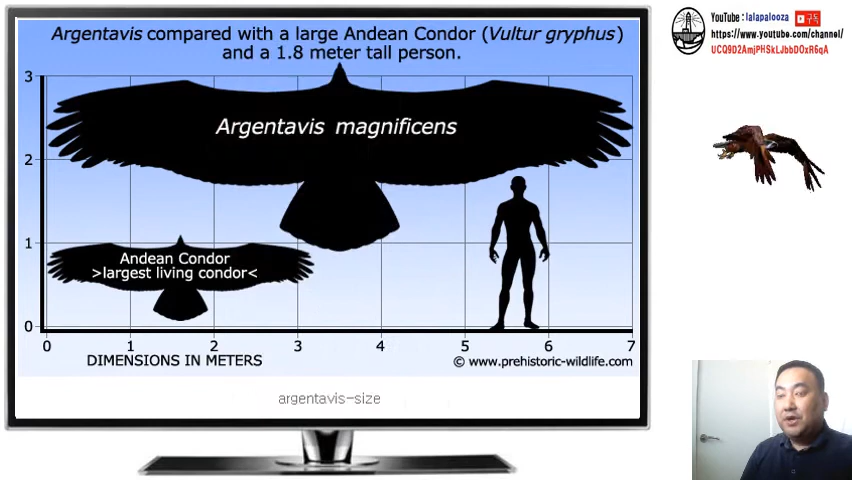 Argentavis compared with a large Andean Condor (Vultur gryphus)
and a 1.8 meter tall person.
3
Argentavis magnificens
2
1
Andean Condor
>largest living condor<
0
0 1 2 3 4 5 6 7
DIMENSIONS IN METERS
© www.prehistoric-wildlife.com
argentavis-size
YouTube : lalapalooza 구독
https://www.youtube.com/channel/
UCQ9D2AmjPHSkLJbbDOxR6qA